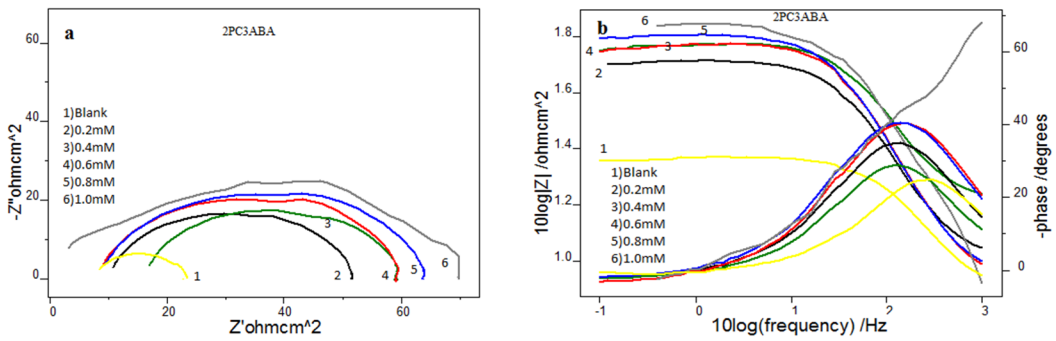 a
2PC3ABA
60
40
20
0
-Z"ohmcm^2
1)Blank
2)0.2mM
3)0.4mM
4)0.6mM
5)0.8mM
6)1.0mM
1
2
3
4
5
6
0
20
40
60
Z'ohmcm^2
b
2PC3ABA
1.8
1.6
1.4
1.2
1.0
10log|Z| /ohmcm^2
6
5
4
3
2
1
1)Blank
2)0.2mM
3)0.4mM
4)0.6mM
5)0.8mM
6)1.0mM
60
40
20
0
-phase /degrees
-1
0
1
2
3
10log(frequency) /Hz